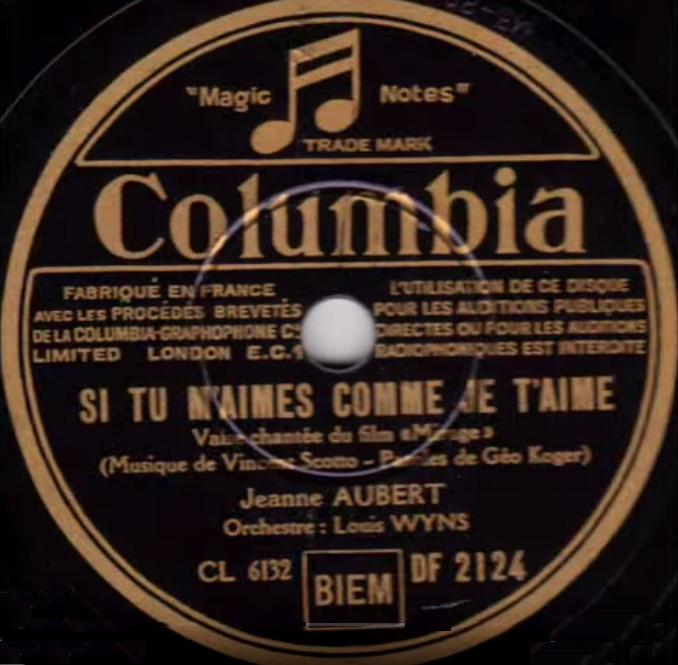 "Magic Notes"
TRADE MARK
Columbia
FABRIQUÉ EN FRANCE
AVEC LES PROCÉDÉS BREVETÉS
DE LA COLUMBIA-GRAPHOPHONE Cº
LIMITED LONDON E.C.1
L'UTILISATION DE CE DISQUE
POUR LES AUDITIONS PUBLIQUES
DIRECTES OU POUR LES AUDITIONS
RADIOPHONIQUES EST INTERDITE
SI TU M'AIMES COMME JE T'AIME
Valse chantée du film «Mirage»
(Musique de Vincent Scotto - Paroles de Géo Koger)
Jeanne AUBERT
Orchestre : Louis WYNS
CL 6132 BIEM DF 2124